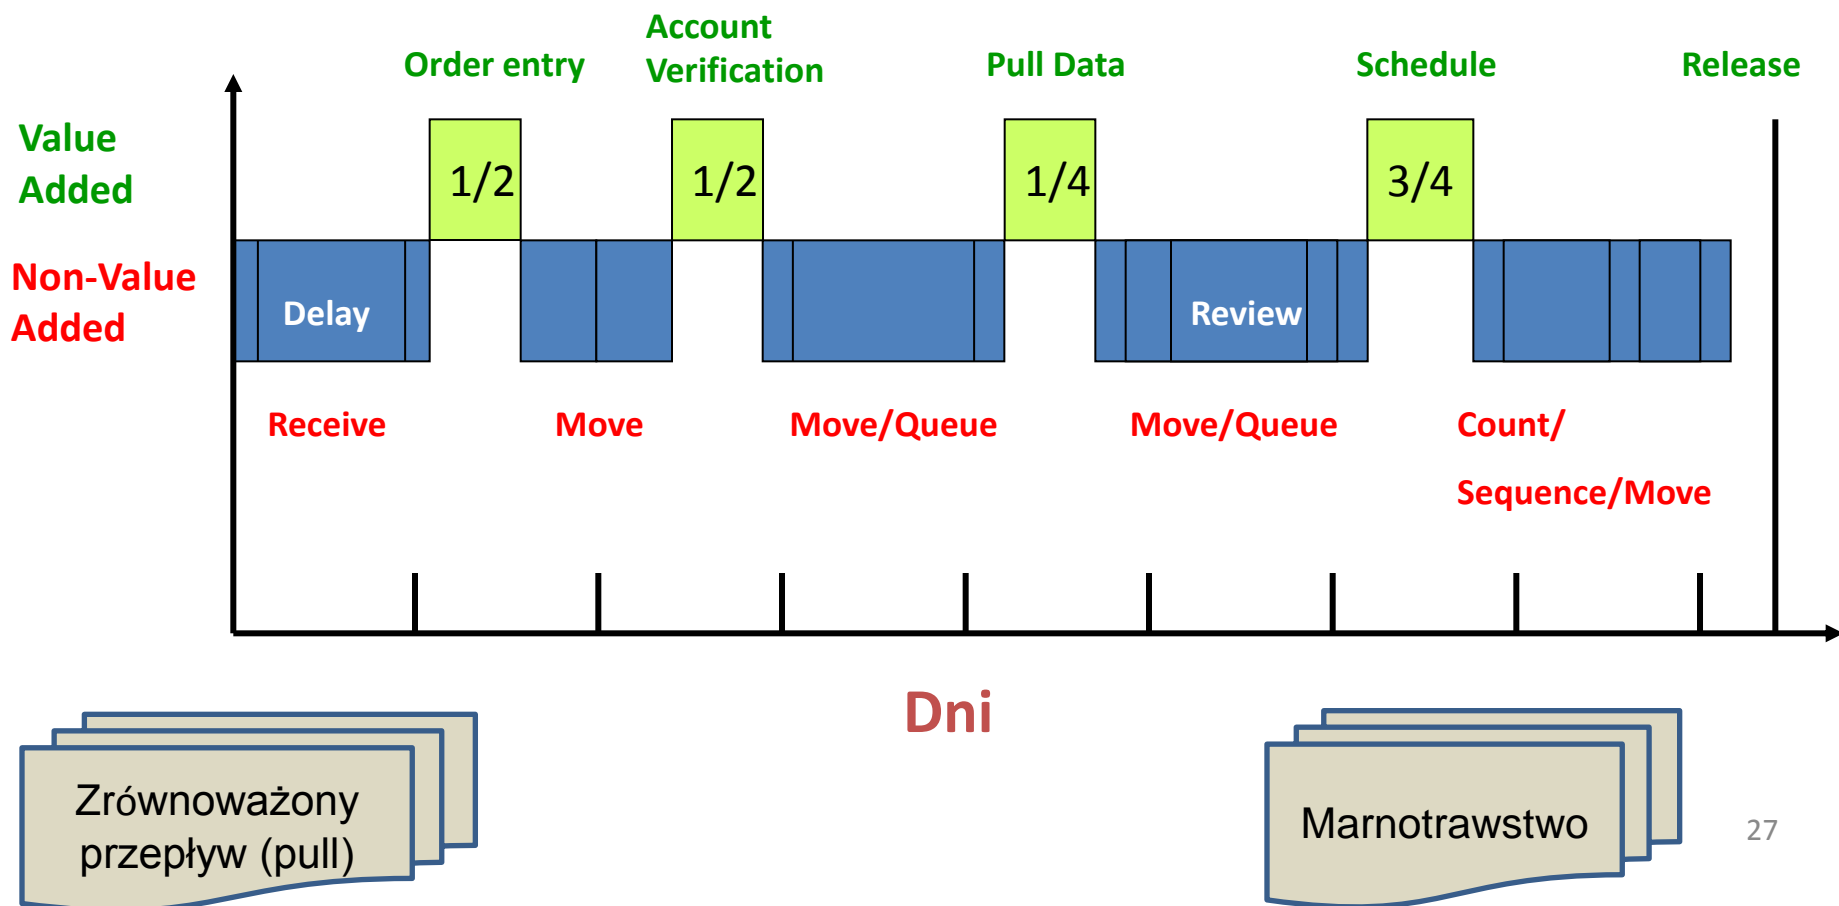 Order entry
Account
Verification
Pull Data
Schedule
Release
Value
Added
1/2
1/2
1/4
3/4
Non-Value
Added
Delay
Review
Receive
Move
Move/Queue
Move/Queue
Count/
Sequence/Move
Dni
Zrównoważony
przepływ (pull)
Marnotrawstwo
27